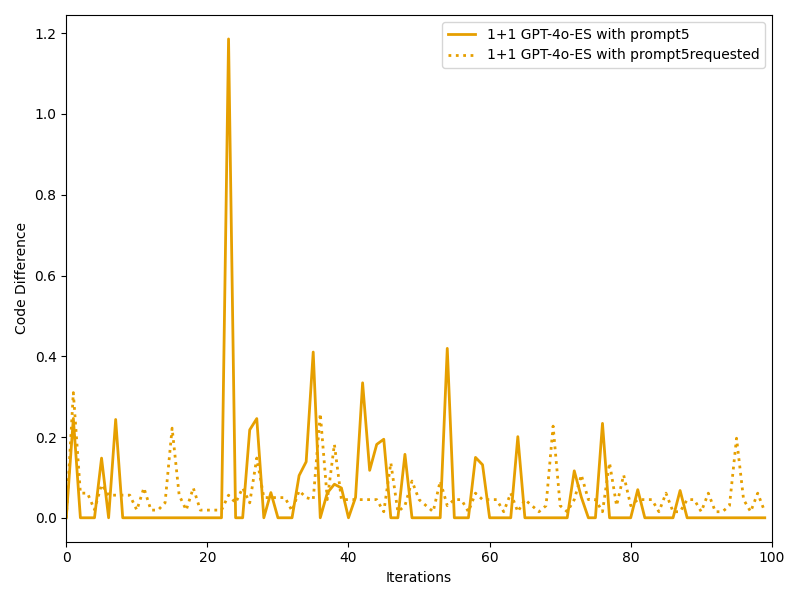 1+1 GPT-4o-ES with prompt5
1+1 GPT-4o-ES with prompt5requested
1.2
1.0
0.8
0.6
0.4
0.2
0.0
Code Difference
0 20 40 60 80 100
Iterations